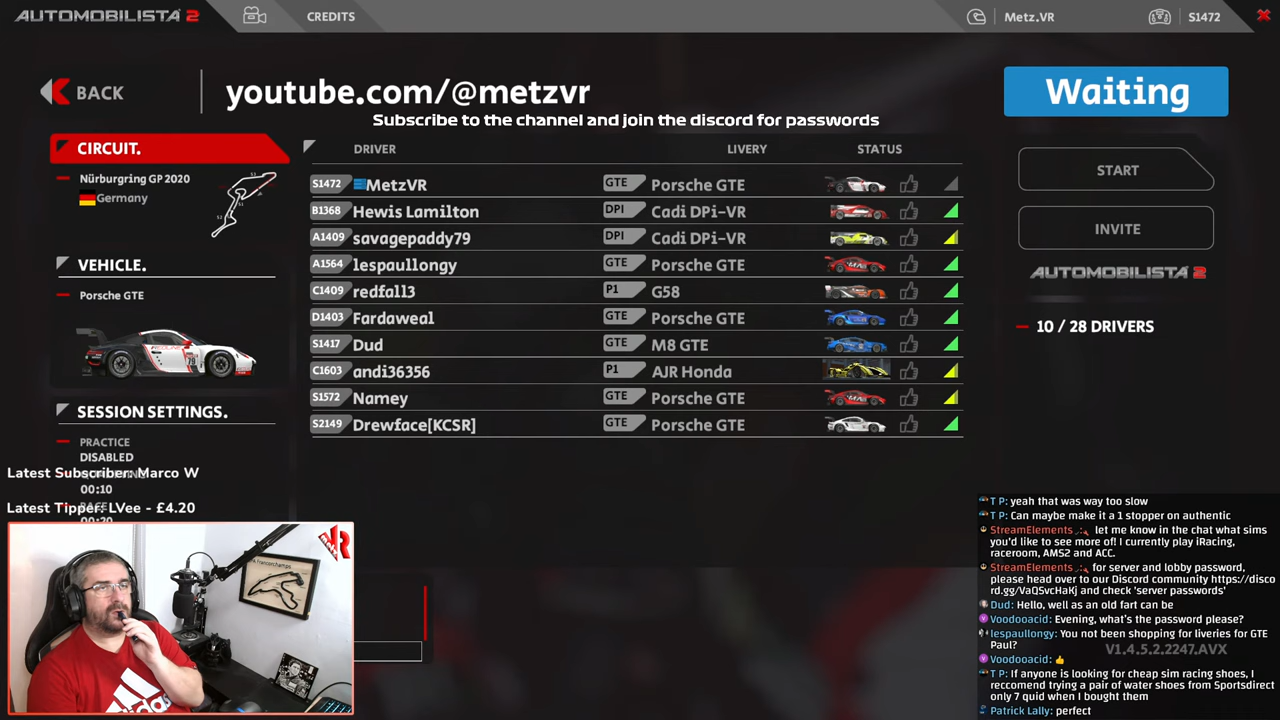 AUTOMOBILISTA 2
CREDITS
Metz.VR
S1472
BACK
youtube.com/@metzvr
Subscribe to the channel and join the discord for passwords
Waiting
CIRCUIT.
Nürburgring GP 2020
Germany
VEHICLE.
Porsche GTE
SESSION SETTINGS.
PRACTICE
DISABLED
00:10
Latest Subscriber: Marco W
Latest Tipper: LVee - £4.20
DRIVER LIVERY STATUS
S1472 MetzVR GTE Porsche GTE
B1368 Hewis Lamilton DPI Cadi DPi-VR
A1409 savagepaddy79 DPI Cadi DPi-VR
A1564 lespaullongy GTE Porsche GTE
C1409 redfall3 P1 G58
D1403 Fardaweal GTE Porsche GTE
S1417 Dud GTE M8 GTE
C1603 andi36356 P1 AJR Honda
S1572 Namey GTE Porsche GTE
S2149 Drewface[KCSR] GTE Porsche GTE
START
INVITE
AUTOMOBILISTA 2
10 / 28 DRIVERS
T P: yeah that was way too slow
T P: Can maybe make it a 1 stopper on authentic
StreamElements : let me know in the chat what sims
you'd like to see more of! I currently play iRacing,
raceroom, AMS2 and ACC.
StreamElements : for server and lobby password,
please head over to our Discord community https://disco
rd.gg/VaQSvcHaKj and check 'server passwords'
Dud: Hello, well as an old fart can be
Voodooacid: Evening, what's the password please?
lespaullongy: You not been shopping for liveries for GTE
Paul?
V1.4.5.2.2247.AVX
Voodooacid: 👍
T P: If anyone is looking for cheap sim racing shoes, I
reccomend trying a pair of water shoes from Sportsdirect
only 7 quid when I bought them
Patrick Lally: perfect